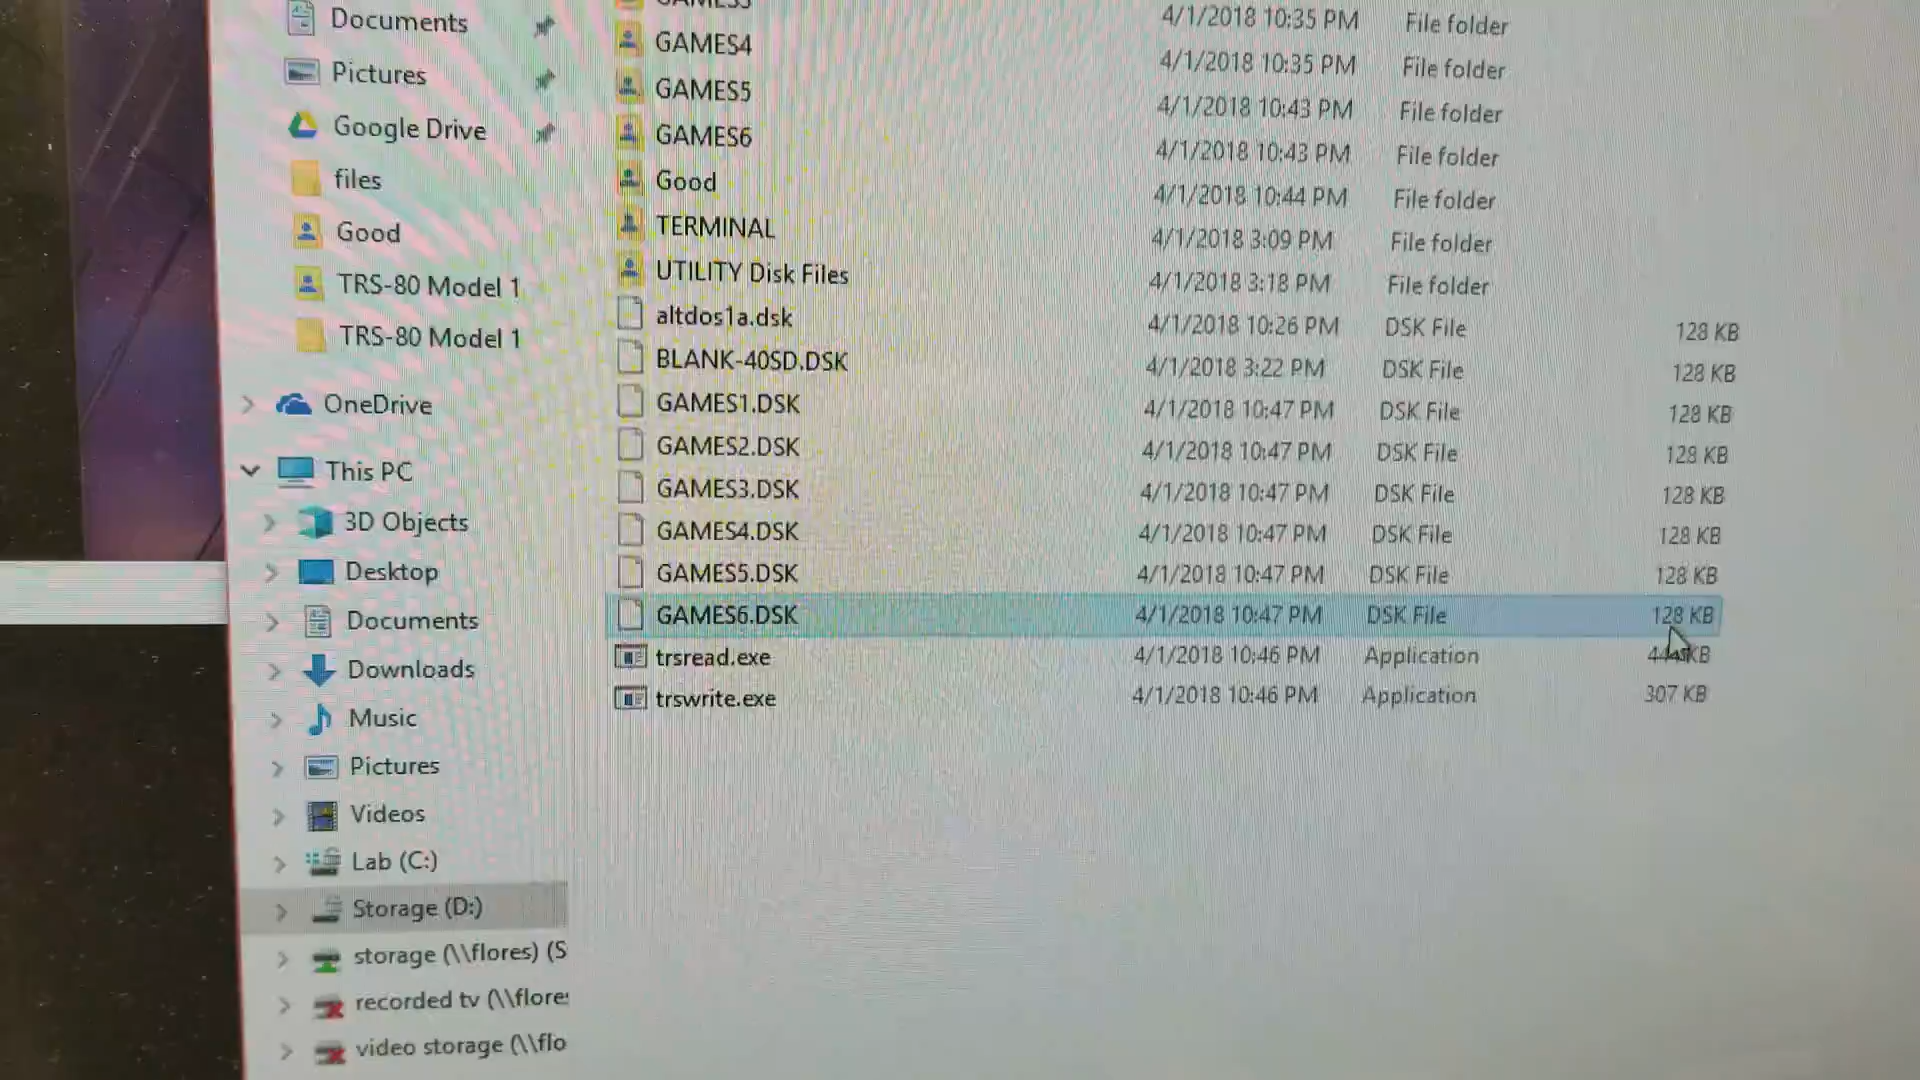 Documents
Pictures
Google Drive
files
Good
TRS-80 Model 1
TRS-80 Model 1
OneDrive
This PC
3D Objects
Desktop
Documents
Downloads
Music
Pictures
Videos
Lab (C:)
Storage (D:)
storage (\\flores) (S
recorded tv (\\flore
video storage (\\flo
4/1/2018 10:35 PM File folder
GAMES4 4/1/2018 10:35 PM File folder
GAMES5 4/1/2018 10:43 PM File folder
GAMES6 4/1/2018 10:43 PM File folder
Good 4/1/2018 10:44 PM File folder
TERMINAL 4/1/2018 3:09 PM File folder
UTILITY Disk Files 4/1/2018 3:18 PM File folder
altdos1a.dsk 4/1/2018 10:26 PM DSK File 128 KB
BLANK-40SD.DSK 4/1/2018 3:22 PM DSK File 128 KB
GAMES1.DSK 4/1/2018 10:47 PM DSK File 128 KB
GAMES2.DSK 4/1/2018 10:47 PM DSK File 128 KB
GAMES3.DSK 4/1/2018 10:47 PM DSK File 128 KB
GAMES4.DSK 4/1/2018 10:47 PM DSK File 128 KB
GAMES5.DSK 4/1/2018 10:47 PM DSK File 128 KB
GAMES6.DSK 4/1/2018 10:47 PM DSK File 128 KB
trsread.exe 4/1/2018 10:46 PM Application KB
trswrite.exe 4/1/2018 10:46 PM Application 307 KB